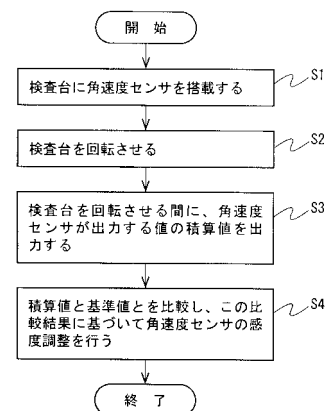 開 始
検査台に角速度センサを搭載する
S1
検査台を回転させる
S2
検査台を回転させる間に、角速度
センサが出力する値の積算値を出
力する
S3
積算値と基準値とを比較し、この比
較結果に基づいて角速度センサの感
度調整を行う
S4
終 了